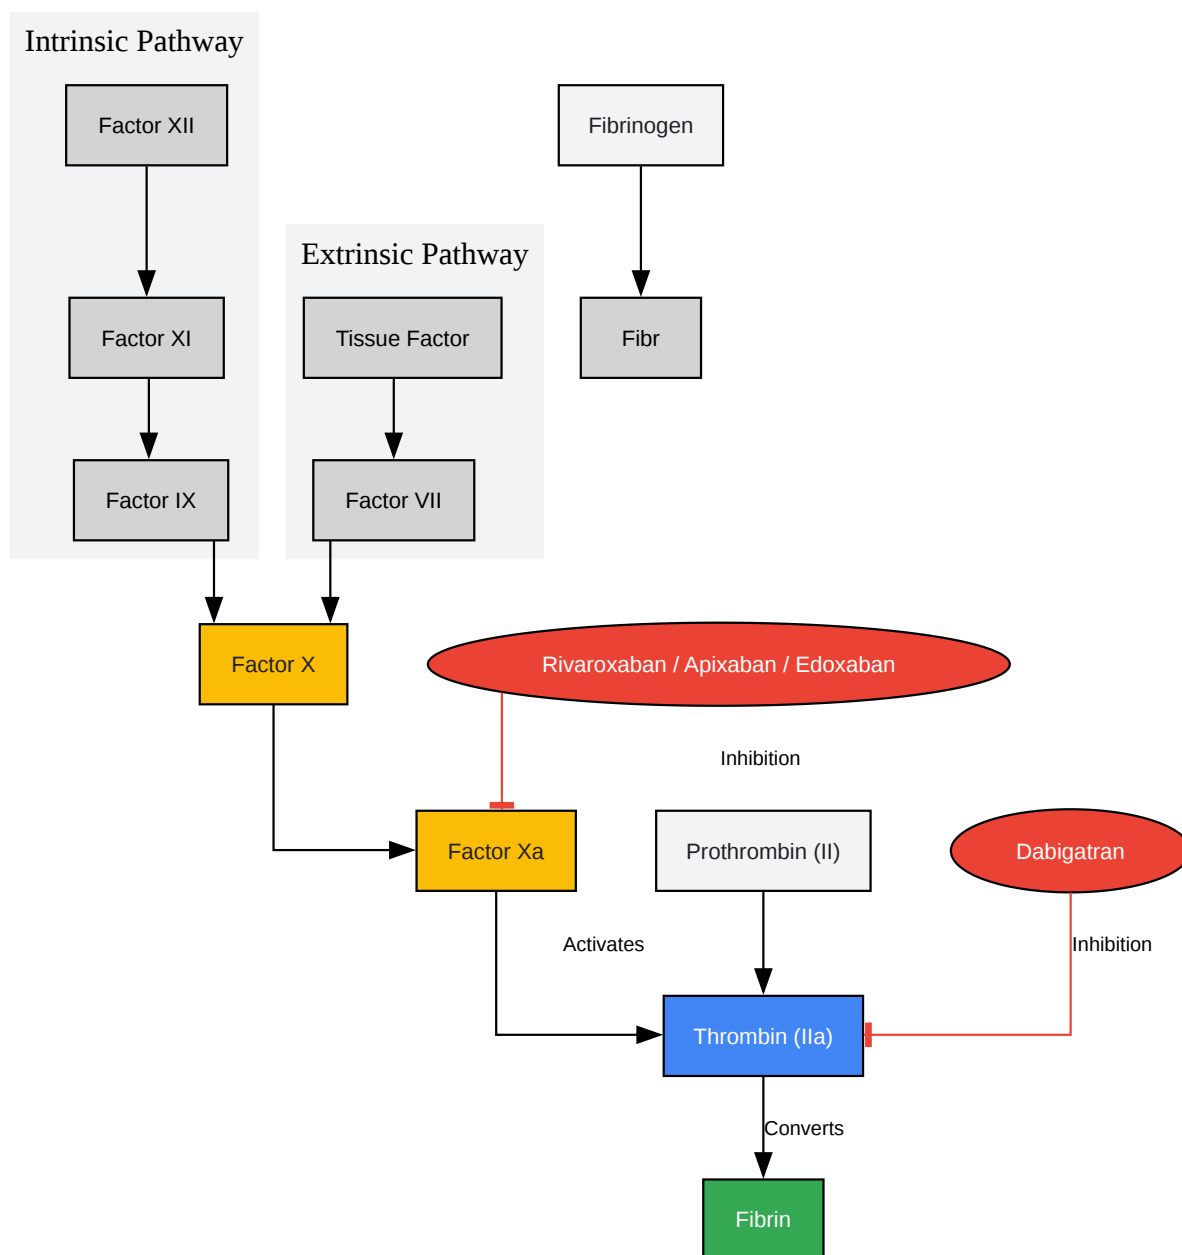 Intrinsic Pathway
Factor XII
Fibrinogen
Extrinsic Pathway
Factor XI
Tissue Factor
Fibr
Factor IX
Factor VII
Factor X
Rivaroxaban / Apixaban / Edoxaban
Inhibition
Factor Xa
Prothrombin (II)
Dabigatran
Activates
Inhibition
Thrombin (IIa)
Converts
Fibrin